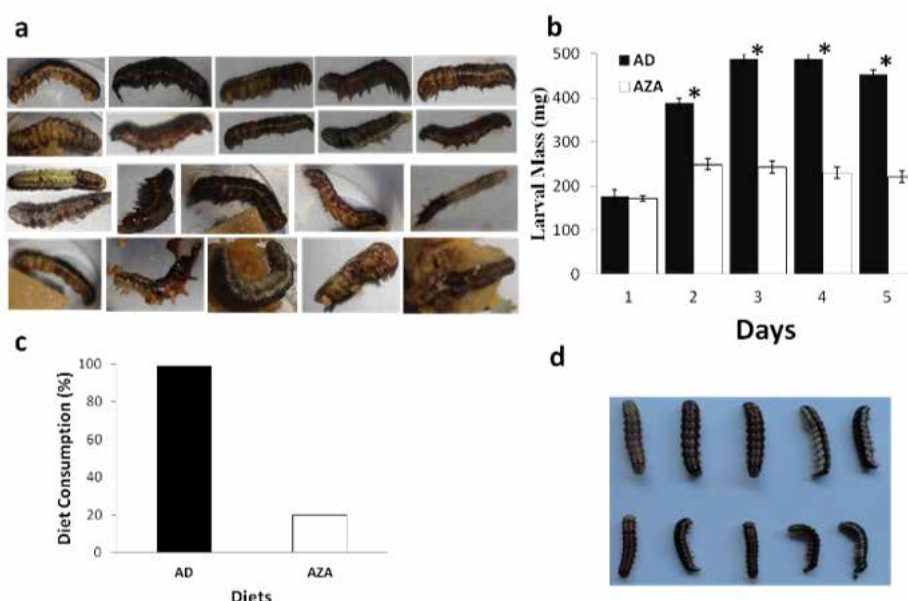 a
b
500
400
300
200
100
0
Larval Mass (mg)
AD
AZA
*
*
*
*
1 2 3 4 5
Days
c
100
80
60
40
20
0
Diet Consumption (%)
AD AZA
Diets
d